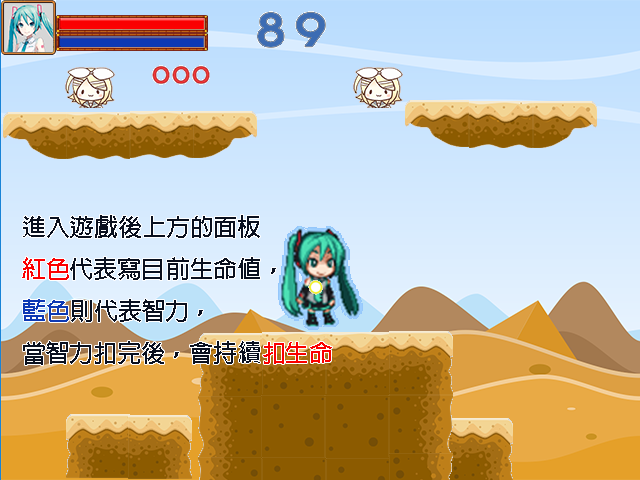 89
000
進入遊戲後上方的面板
紅色代表寫目前生命值，
藍色則代表智力，
當智力扣完後，會持續扣生命